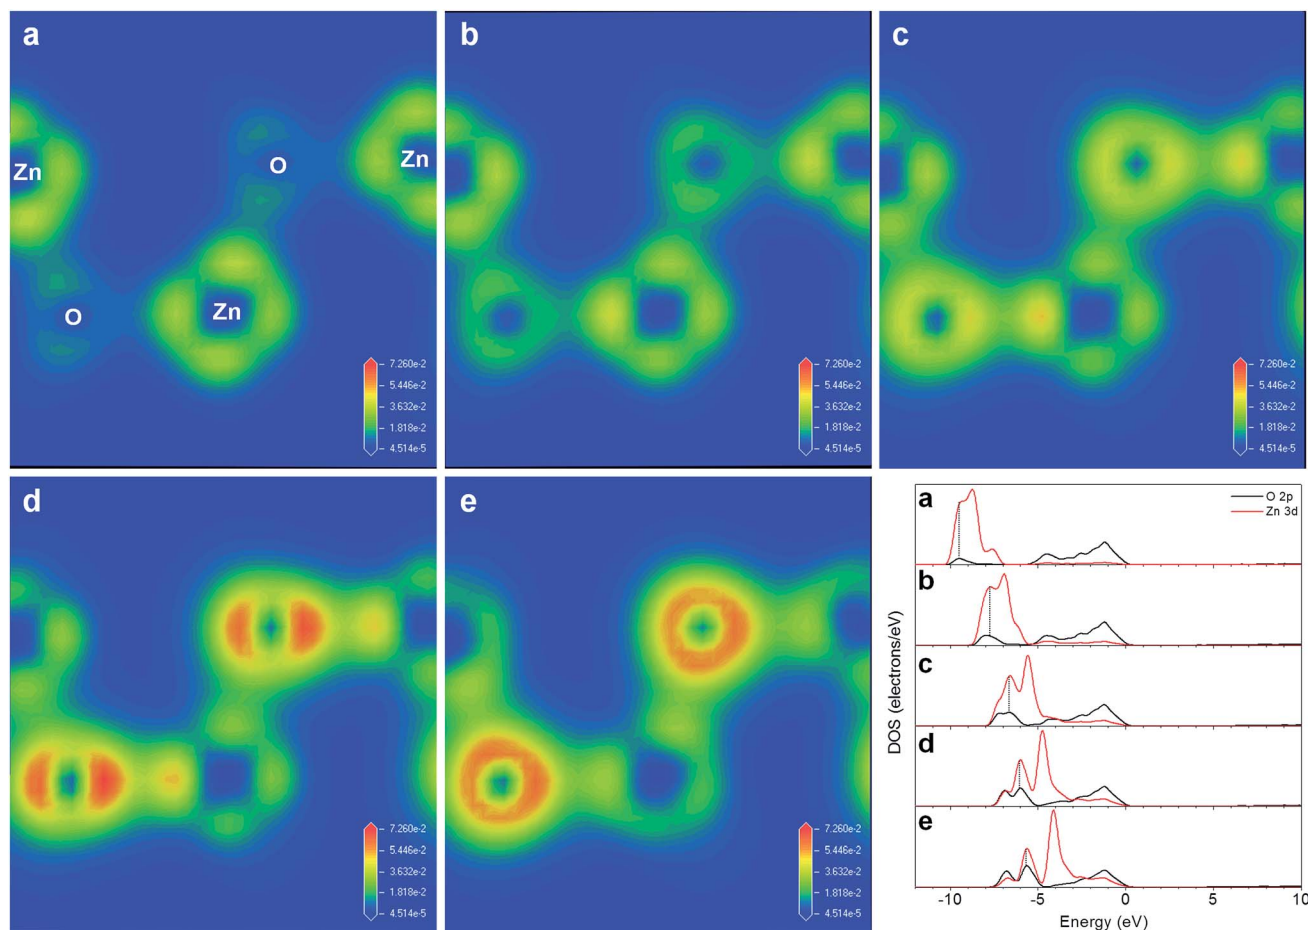 a
b
c
Zn
O
Zn
O
Zn
7.260e-2
5.446e-2
3.632e-2
1.818e-2
4.514e-5
7.260e-2
5.446e-2
3.632e-2
1.818e-2
4.514e-5
7.260e-2
5.446e-2
3.632e-2
1.818e-2
4.514e-5
d
e
7.260e-2
5.446e-2
3.632e-2
1.818e-2
4.514e-5
7.260e-2
5.446e-2
3.632e-2
1.818e-2
4.514e-5
a
O 2p
Zn 3d
b
c
d
e
DOS (electrons/eV)
-10 -5 0 5 10
Energy (eV)